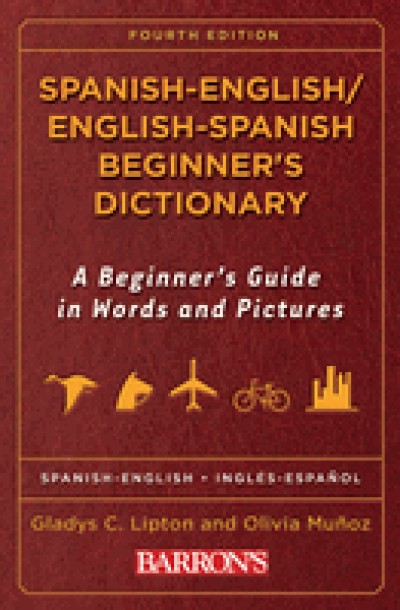 FOURTH EDITION
SPANISH-ENGLISH/
ENGLISH-SPANISH
BEGINNER'S
DICTIONARY
A Beginner's Guide
in Words and Pictures
SPANISH-ENGLISH • INGLÉS-ESPAÑOL
Gladys C. Lipton and Olivia Muñoz
BARRON'S